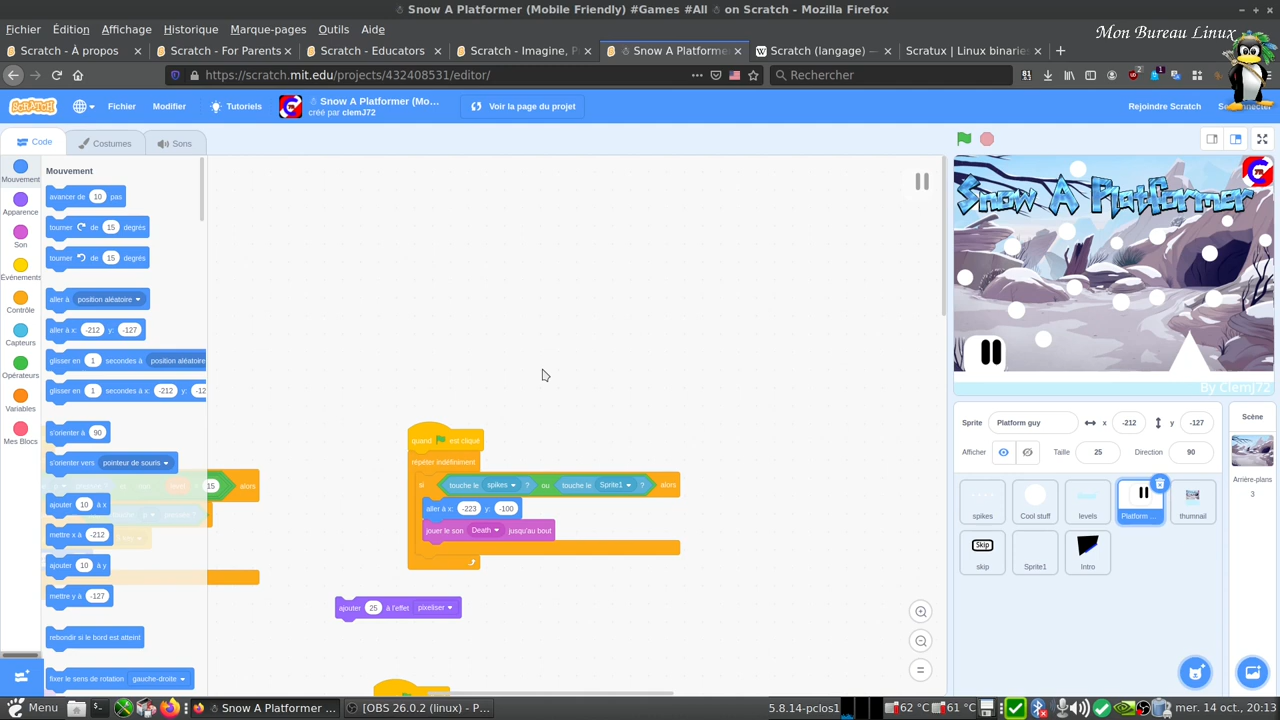 ☃ Snow A Platformer (Mobile Friendly) #Games #All ☃ on Scratch - Mozilla Firefox
Fichier Édition Affichage Historique Marque-pages Outils Aide
Mon Bureau Linux
Scratch - À propos
Scratch - For Parents
Scratch - Educators
Scratch - Imagine, P
☃ Snow A Platforme
Scratch (langage) —
Scratux | Linux binarie
https://scratch.mit.edu/projects/432408531/editor/
Rechercher
SCRATCH
Fichier Modifier Tutoriels
☃ Snow A Platformer (Mo...
créé par clemJ72
Voir la page du projet
Rejoindre Scratch
Code Costumes Sons
Mouvement
Apparence
Son
Événements
Contrôle
Capteurs
Opérateurs
Variables
Mes Blocs
Mouvement
avancer de 10 pas
tourner de 15 degrés
tourner de 15 degrés
aller à position aléatoire
aller à x: -212 y: -127
glisser en 1 secondes à position aléatoire
glisser en 1 secondes à x: -212 y: -12
s'orienter à 90
s'orienter vers pointeur de souris
ajouter 10 à x
mettre x à -212
ajouter 10 à y
mettre y à -127
rebondir si le bord est atteint
fixer le sens de rotation gauche-droite
15 alors
quand est cliqué
répéter indéfiniment
si touche le spikes ? ou touche le Sprite1 ? alors
aller à x: -223 y: -100
jouer le son Death jusqu'au bout
ajouter 25 à l'effet pixeliser
Snow A Platformer
By ClemJ72
Sprite Platform guy x -212 y -127
Afficher Taille 25 Direction 90
spikes
Cool stuff
levels
Platform ...
thumnail
Skip
skip
Sprite1
Intro
Scène
Arrière-plans
3
Menu
☃ Snow A Platformer ...
[OBS 26.0.2 (linux) - P...
5.8.14-pclos1
62 °C 61 °C
mer. 14 oct., 20:13